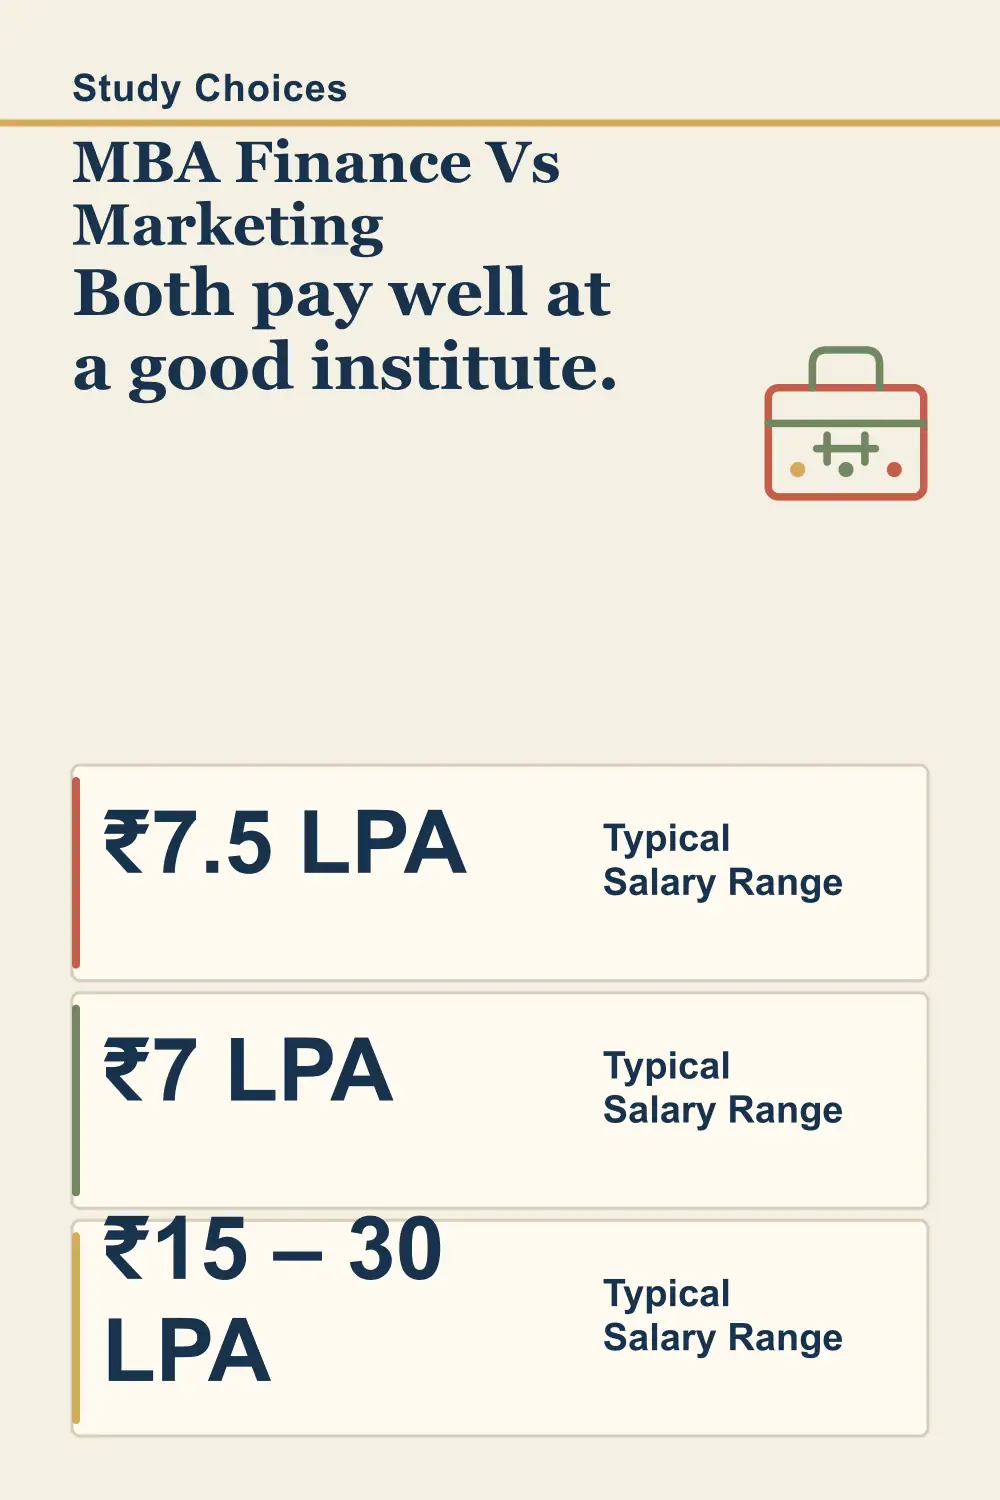 Study Choices
MBA Finance Vs
Marketing
Both pay well at
a good institute.
₹7.5 LPA
Typical
Salary Range
₹7 LPA
Typical
Salary Range
₹15 – 30
LPA
Typical
Salary Range